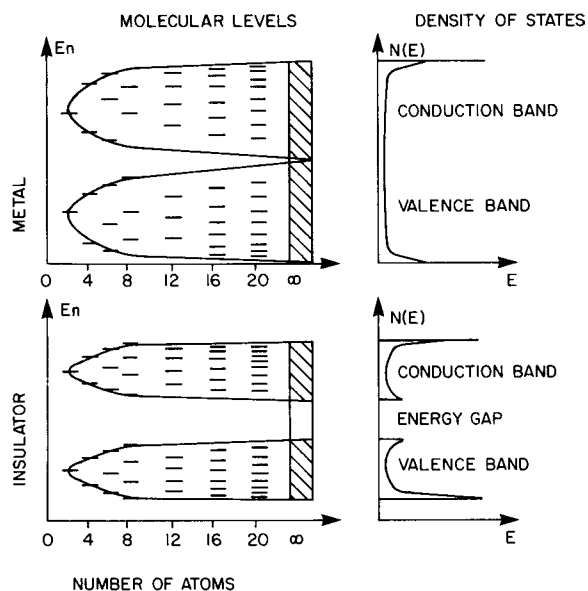 MOLECULAR LEVELS
DENSITY OF STATES
En
N(E)
METAL
CONDUCTION BAND
VALENCE BAND
0 4 8 12 16 20 ∞
E
En
N(E)
INSULATOR
CONDUCTION BAND
ENERGY GAP
VALENCE BAND
0 4 8 12 16 20 ∞
E
NUMBER OF ATOMS